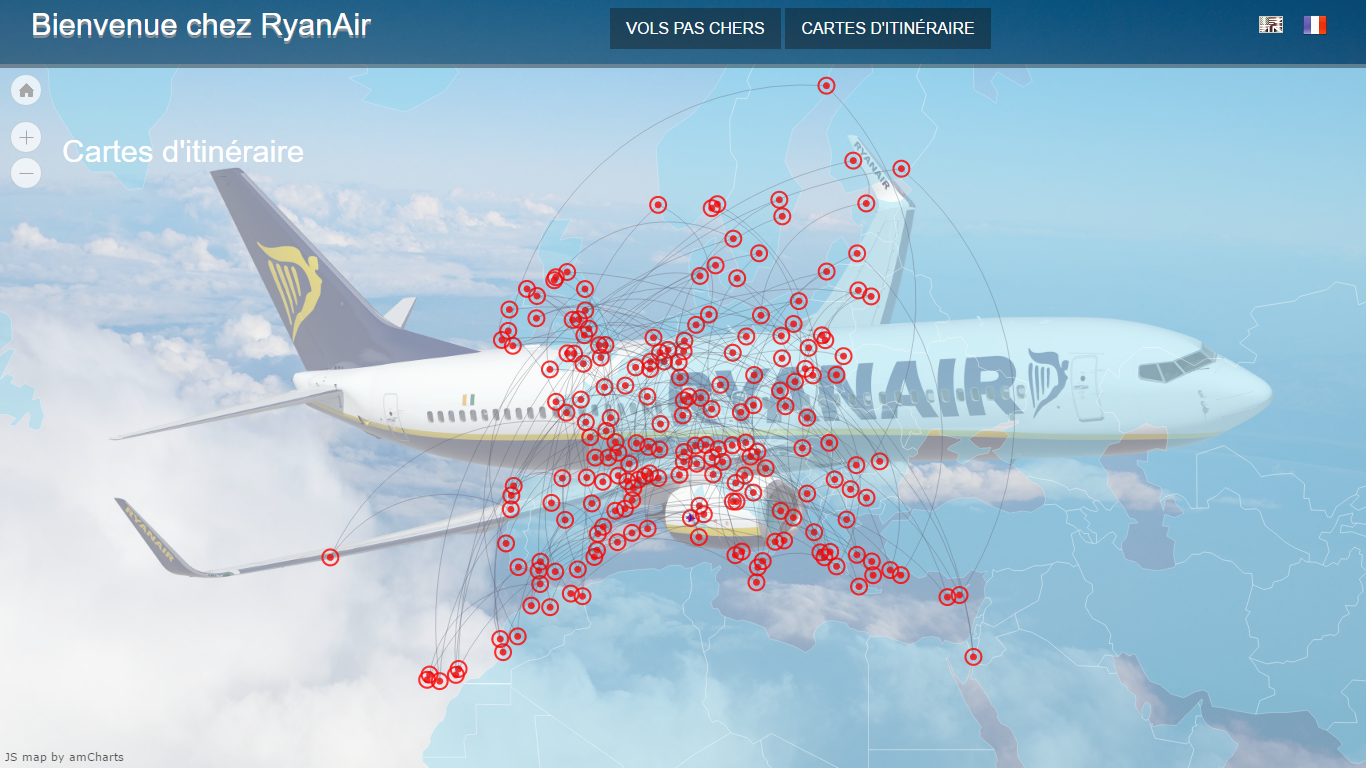 Bienvenue chez RyanAir
VOLS PAS CHERS
CARTES D'ITINÉRAIRE
Cartes d'itinéraire
RYANAIR
RYANAIR
RYANAIR
JS map by amCharts